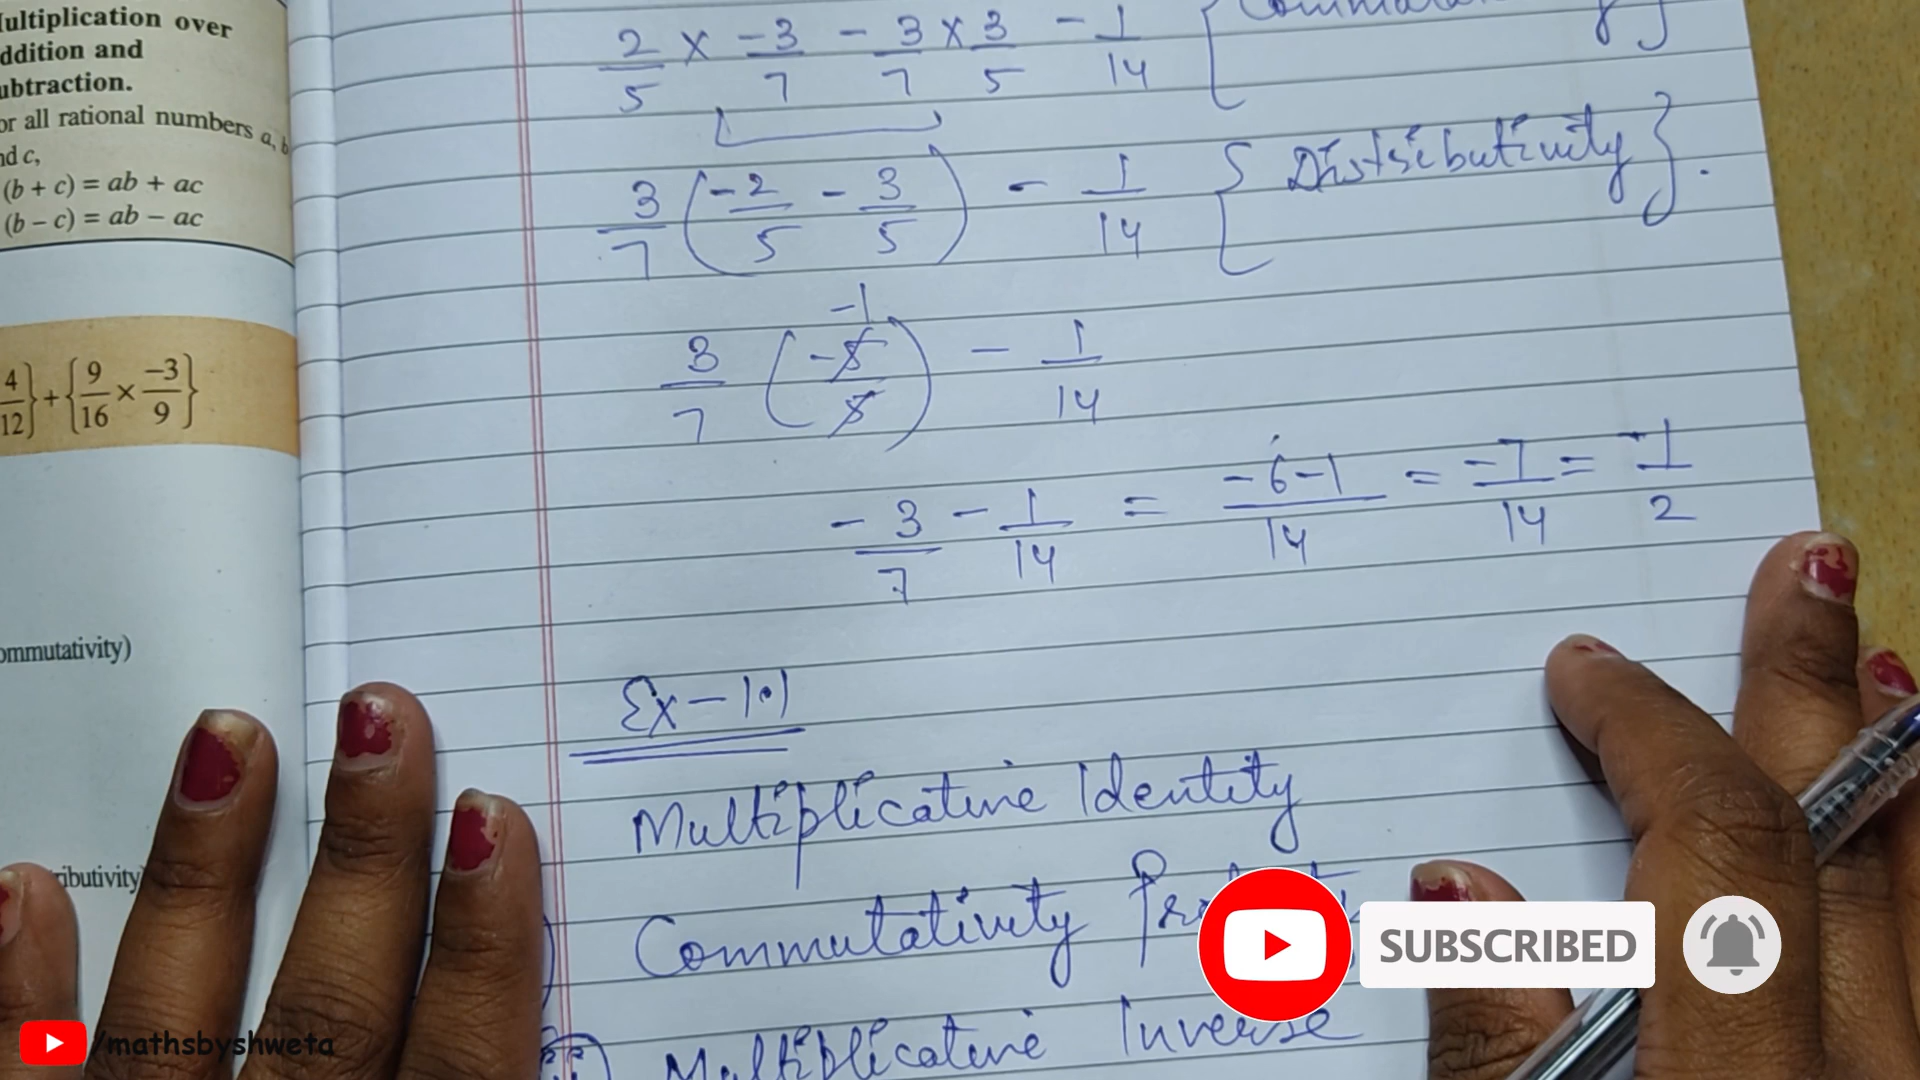 Multiplication over
ddition and
ubtraction.
or all rational numbers a, b
nd c,
(b + c) = ab + ac
(b − c) = ab − ac
4/12} + {9/16 × −3/9}
ommutativity)
ributivity
2/5 × −3/7 − 3/7 × 3/5 − 1/14
3/7 (−2/5 − 3/5) − 1/14 { Distributivity }.
−1
3/7 (−5/5) − 1/14
−3/7 − 1/14 = −6−1/14 = −7/14 = −1/2
Ex − 1.1
Multiplicative Identity
Commutativity
Multiplicative Inverse
SUBSCRIBED
/mathsbyshweta